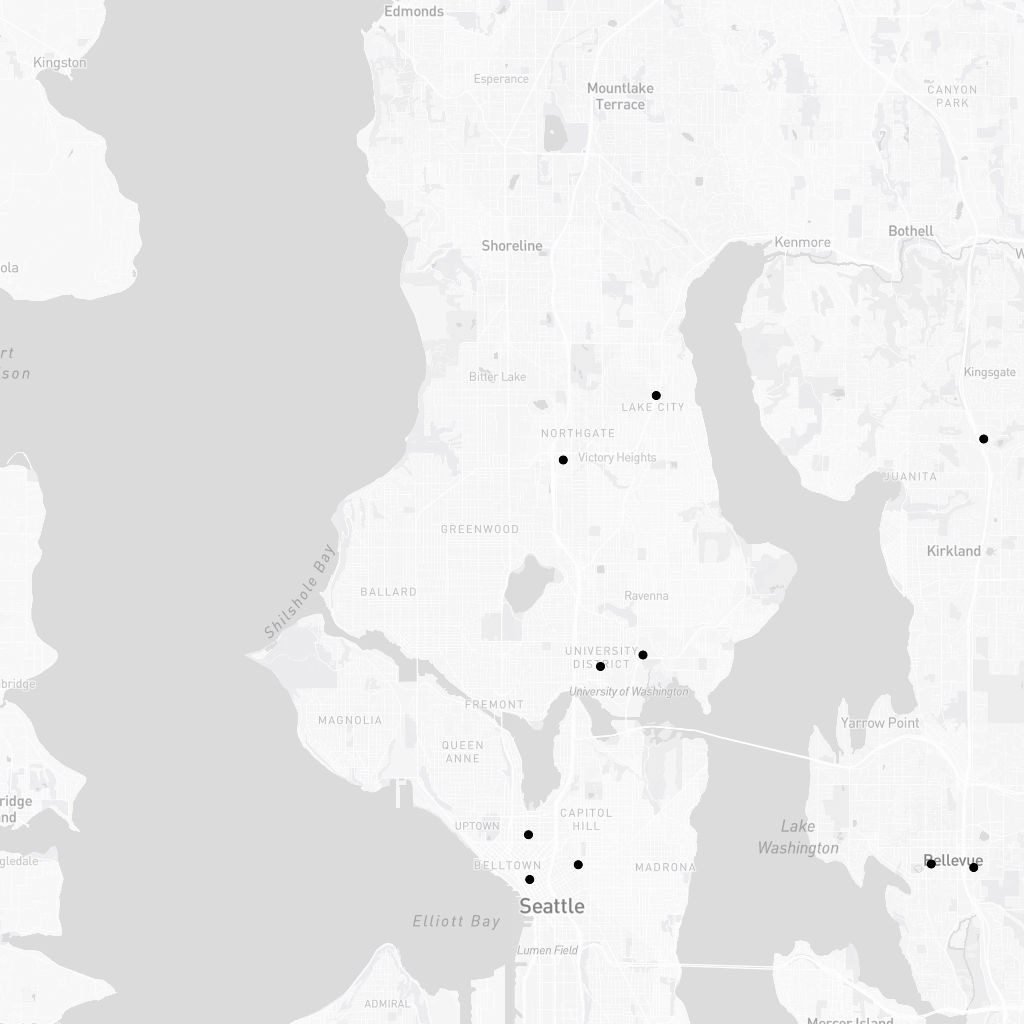 Edmonds
Kingston
Esperance
Mountlake
Terrace
CANYON
PARK
Bothell
Kenmore
Shoreline
W
ola
rt
son
Bitter Lake
Kingsgate
LAKE CITY
NORTHGATE
Victory Heights
JUANITA
GREENWOOD
Kirkland
Shilshole Bay
BALLARD
Ravenna
UNIVERSITY
DISTRICT
bridge
University of Washington
FREMONT
MAGNOLIA
Yarrow Point
QUEEN
ANNE
ridge
nd
CAPITOL
HILL
UPTOWN
Lake
Washington
gledale
BELLTOWN
MADRONA
Bellevue
Seattle
Elliott Bay
Lumen Field
ADMIRAL
Mercer Island